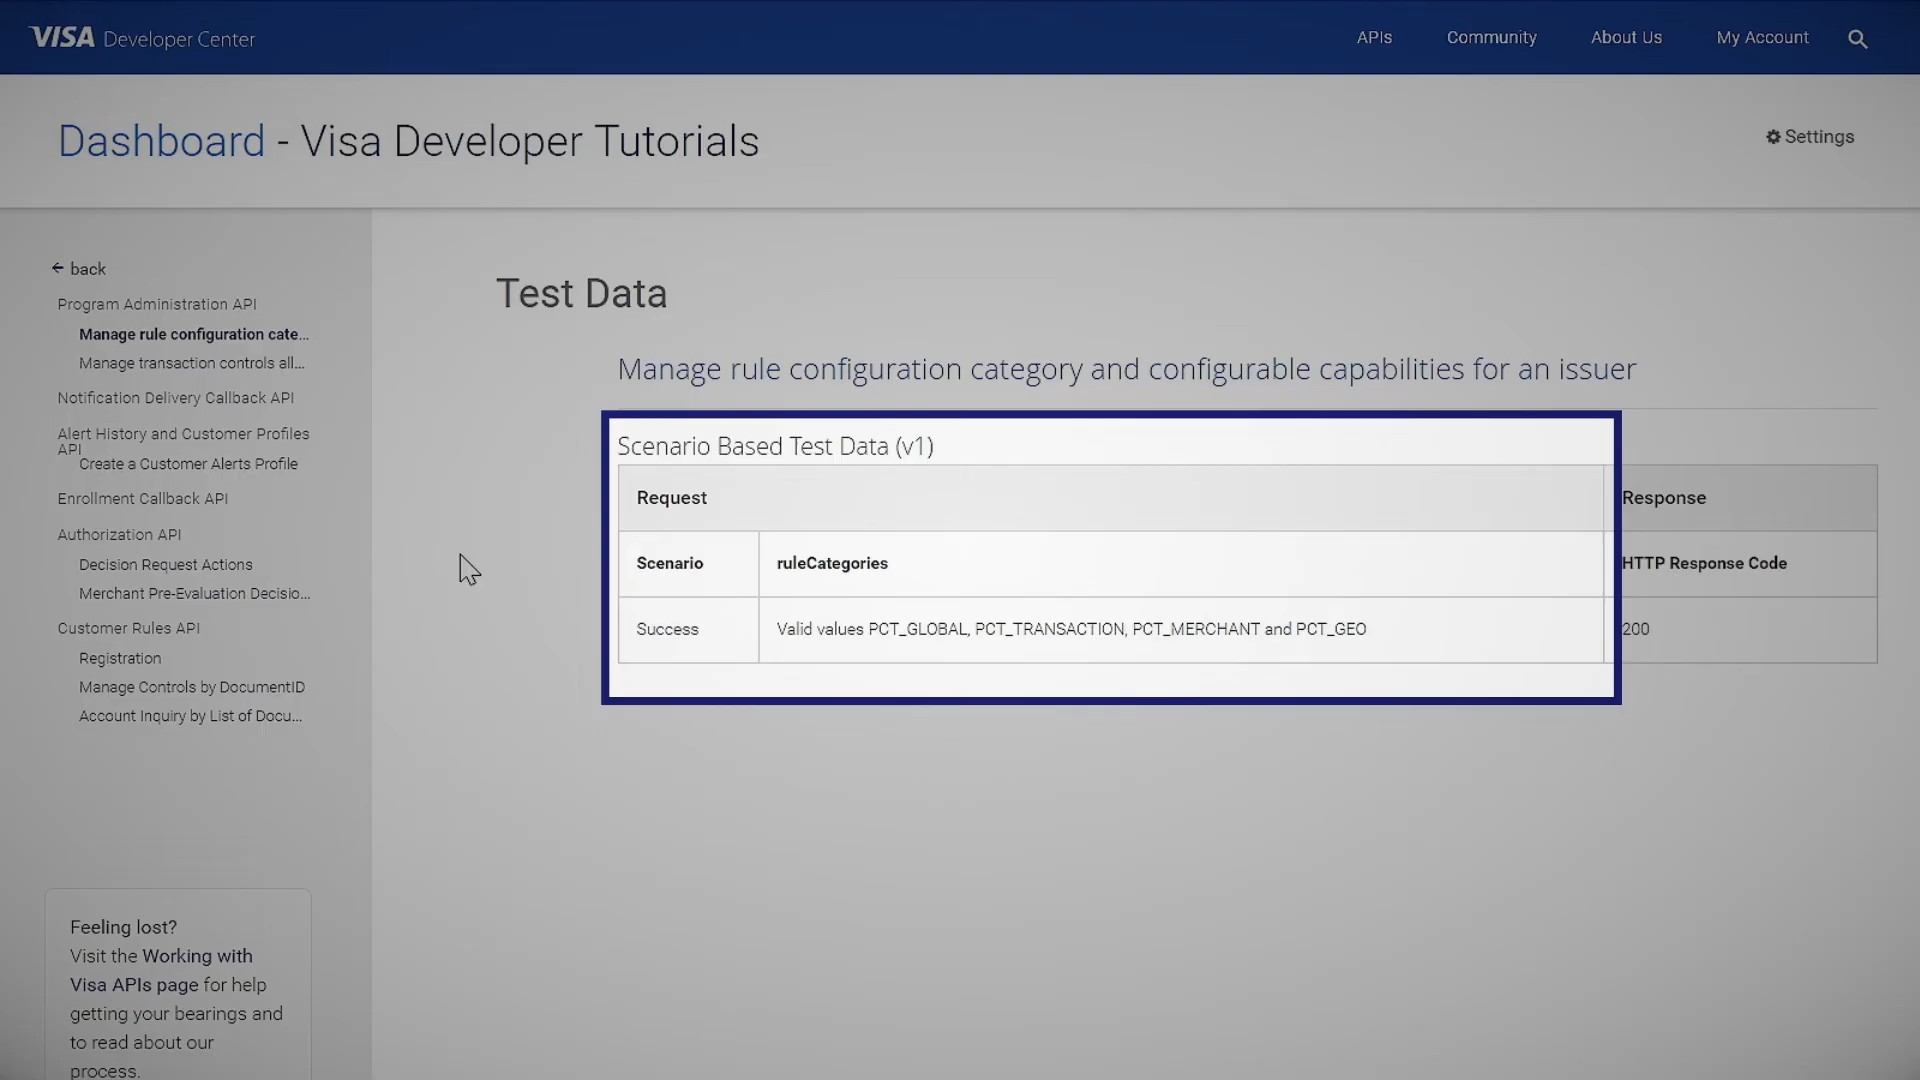 VISA Developer Center
APIs
Community
About Us
My Account
Dashboard - Visa Developer Tutorials
Settings
back
Program Administration API
Manage rule configuration cate...
Manage transaction controls all...
Notification Delivery Callback API
Alert History and Customer Profiles
API
Create a Customer Alerts Profile
Enrollment Callback API
Authorization API
Decision Request Actions
Merchant Pre-Evaluation Decisio...
Customer Rules API
Registration
Manage Controls by DocumentID
Account Inquiry by List of Docu...
Feeling lost?
Visit the Working with
Visa APIs page for help
getting your bearings and
to read about our
process.
Test Data
Manage rule configuration category and configurable capabilities for an issuer
Scenario Based Test Data (v1)
Request
Response
Scenario
ruleCategories
HTTP Response Code
Success
Valid values PCT_GLOBAL, PCT_TRANSACTION, PCT_MERCHANT and PCT_GEO
200